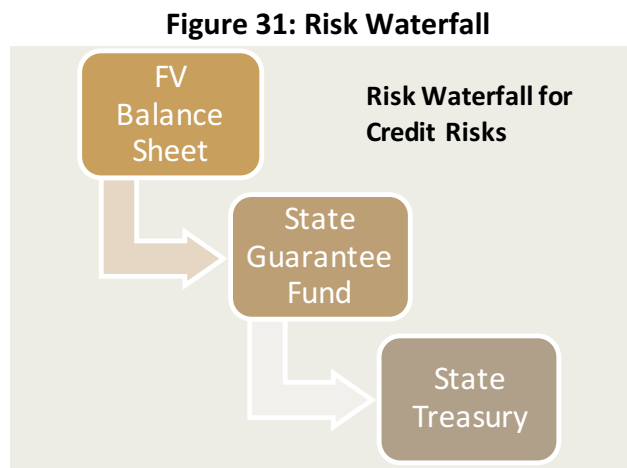 Figure 31: Risk Waterfall
FV
Balance
Sheet
Risk Waterfall for
Credit Risks
State
Guarantee
Fund
State
Treasury